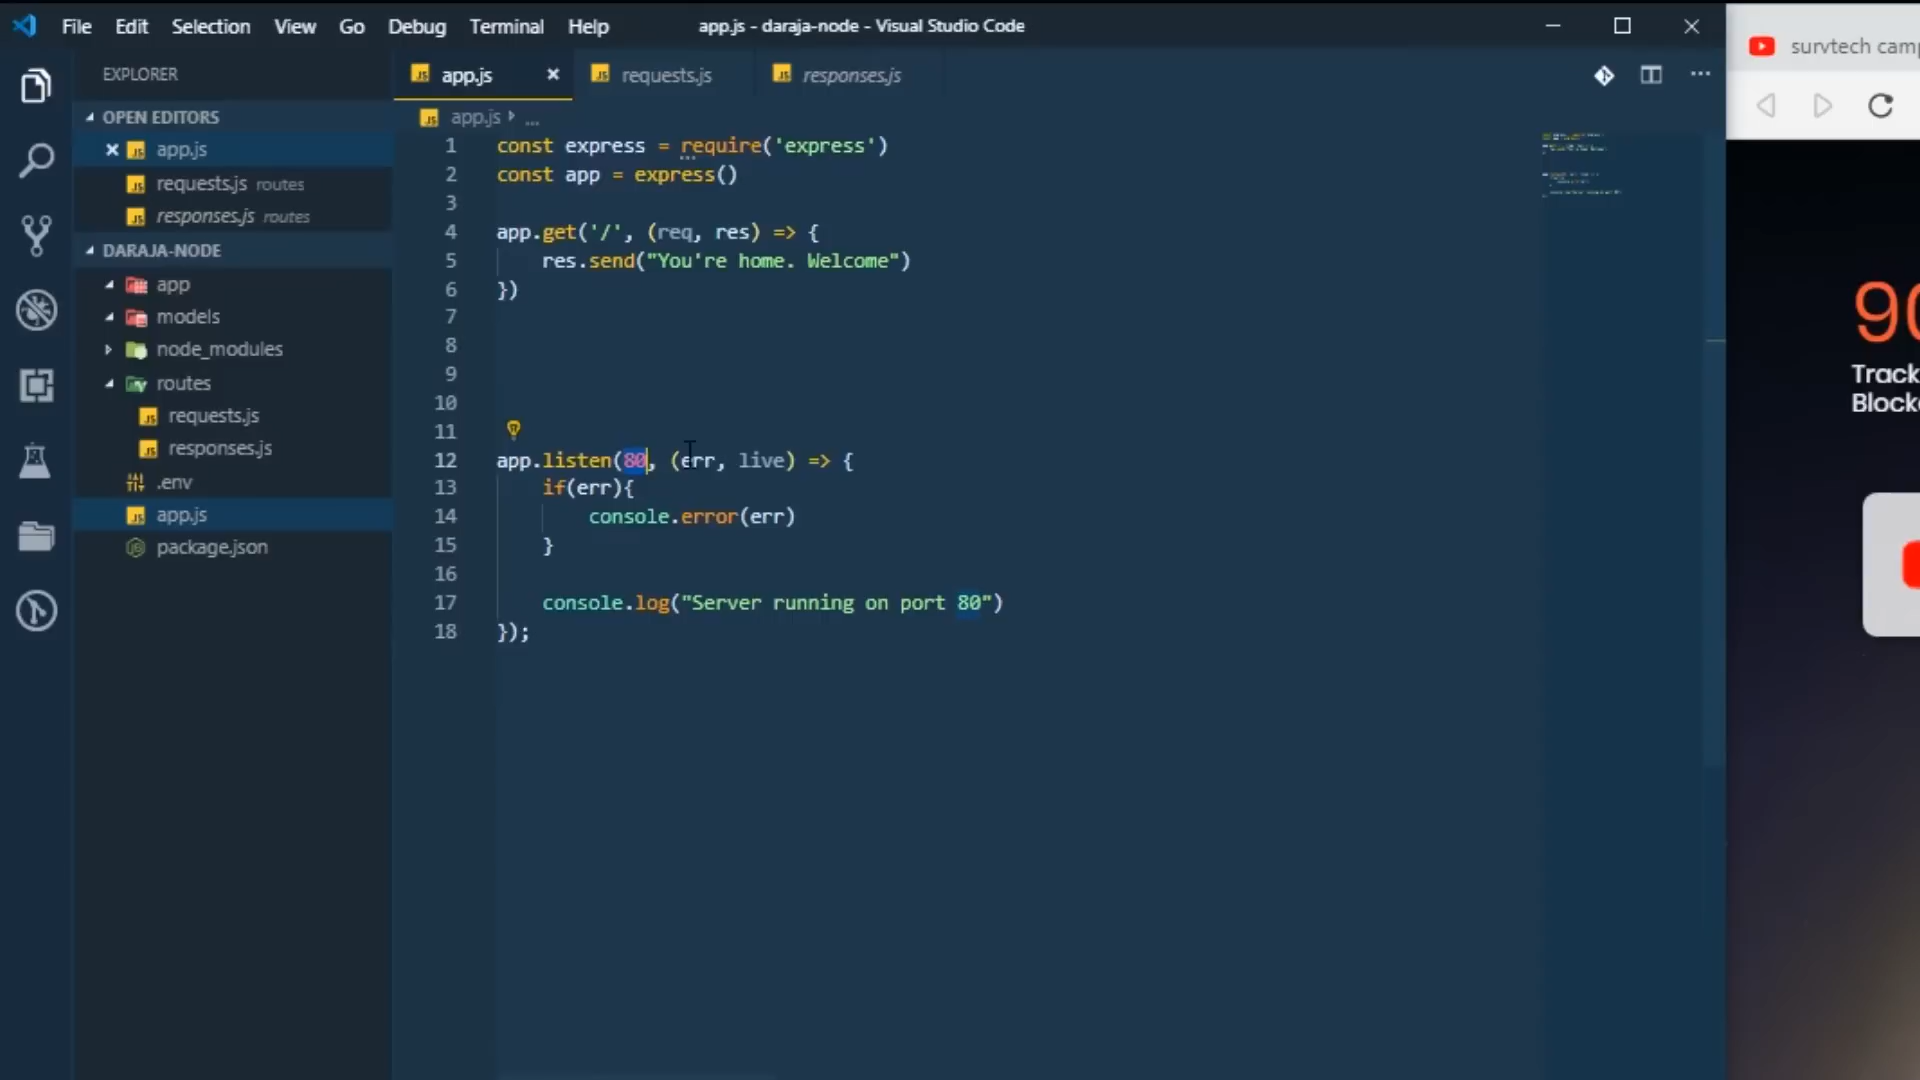 File Edit Selection View Go Debug Terminal Help
app.js - daraja-node - Visual Studio Code
EXPLORER
OPEN EDITORS
app.js
requests.js routes
responses.js routes
DARAJA-NODE
app
models
node_modules
routes
requests.js
responses.js
.env
app.js
package.json
app.js requests.js responses.js
app.js ...
1 const express = require('express')
2 const app = express()
3
4 app.get('/', (req, res) => {
5 res.send("You're home. Welcome")
6 })
7
8
9
10
11
12 app.listen(80, (err, live) => {
13 if(err){
14 console.error(err)
15 }
16
17 console.log("Server running on port 80")
18 });
survtech camp
90
Track
Block